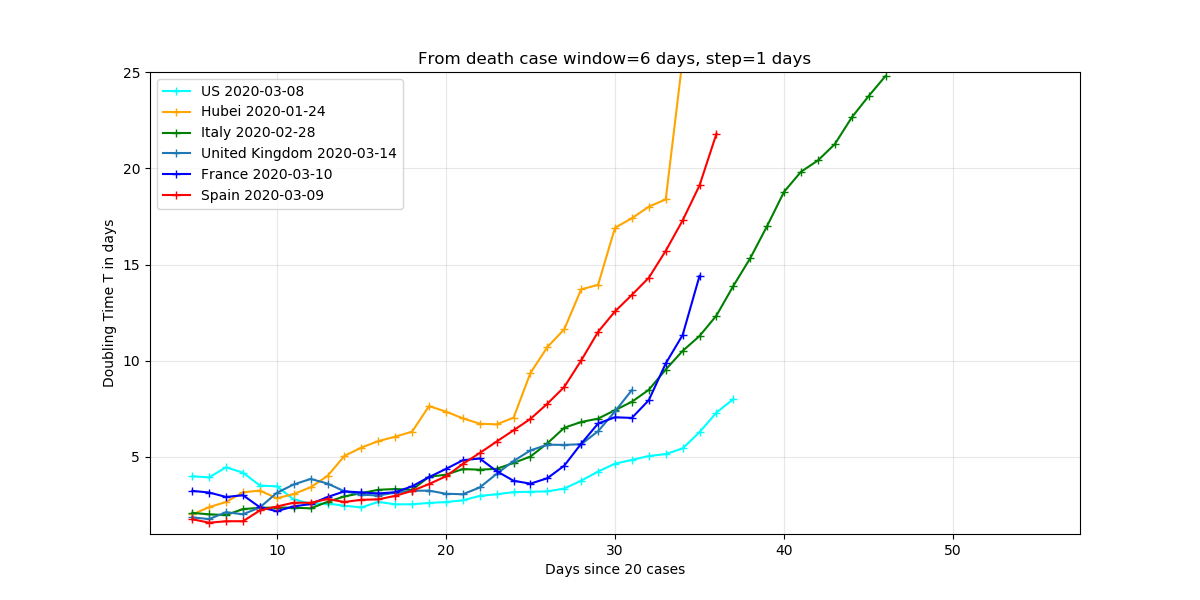 From death case window=6 days, step=1 days
25
20
15
10
5
Doubling Time T in days
US 2020-03-08
Hubei 2020-01-24
Italy 2020-02-28
United Kingdom 2020-03-14
France 2020-03-10
Spain 2020-03-09
10 20 30 40 50
Days since 20 cases